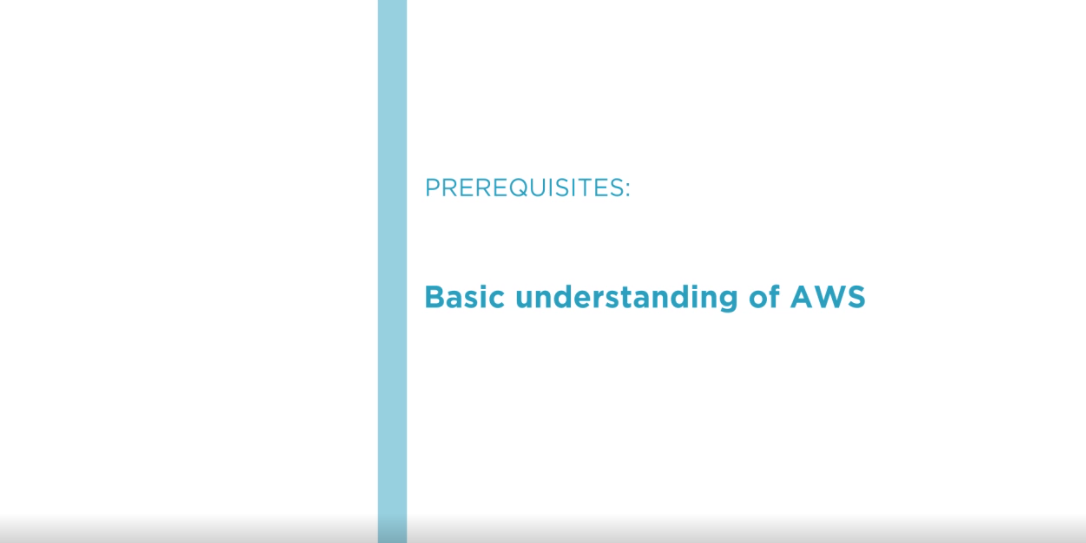 PREREQUISITES:
Basic understanding of AWS